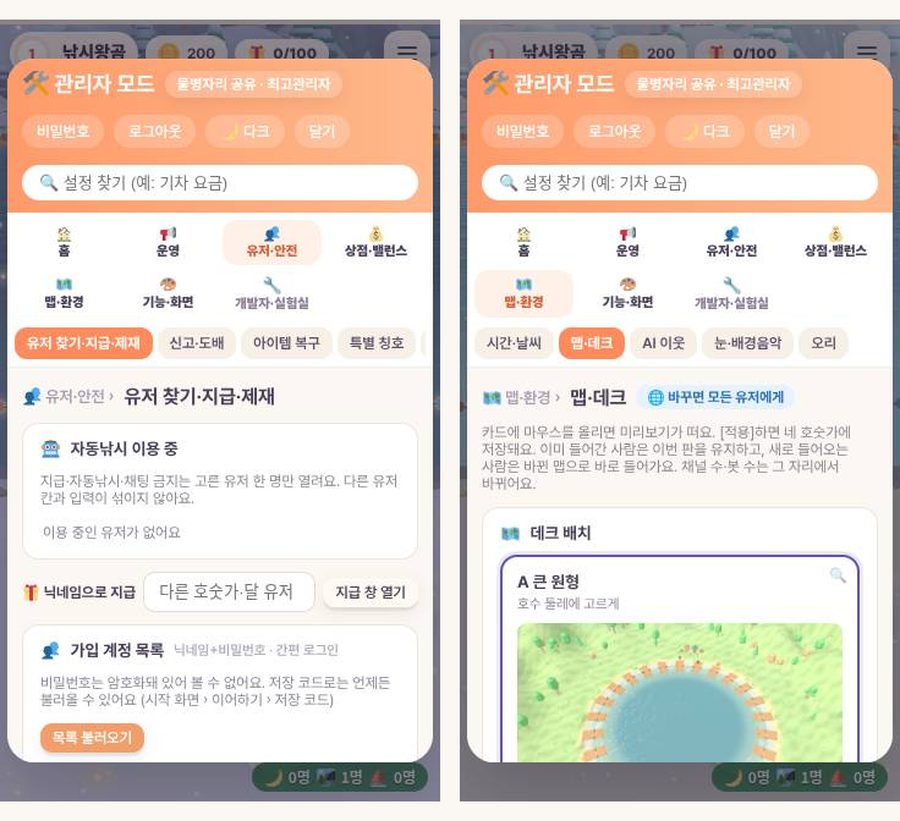 1 낚시왕곰 200 0/100
관리자 모드 물병자리 공유 · 최고관리자
비밀번호 로그아웃 다크 닫기
설정 찾기 (예: 기차 요금)
홈 운영 유저·안전 상점·밸런스
맵·환경 기능·화면 개발자·실험실
유저 찾기·지급·제재 신고·도배 아이템 복구 특별 칭호
유저·안전 › 유저 찾기·지급·제재
자동낚시 이용 중
지급·자동낚시·채팅 금지는 고른 유저 한 명만 열려요. 다른 유저
칸과 입력이 섞이지 않아요.
이용 중인 유저가 없어요
닉네임으로 지급 다른 호숫가·달 유저 지급 창 열기
가입 계정 목록 닉네임+비밀번호 · 간편 로그인
비밀번호는 암호화돼 있어 볼 수 없어요. 저장 코드로는 언제든
불러올 수 있어요 (시작 화면 › 이어하기 › 저장 코드)
목록 불러오기
0명 1명 0명
1 낚시왕곰 200 0/100
관리자 모드 물병자리 공유 · 최고관리자
비밀번호 로그아웃 다크 닫기
설정 찾기 (예: 기차 요금)
홈 운영 유저·안전 상점·밸런스
맵·환경 기능·화면 개발자·실험실
시간·날씨 맵·데크 AI 이웃 눈·배경음악 오리
맵·환경 › 맵·데크 바꾸면 모든 유저에게
카드에 마우스를 올리면 미리보기가 떠요. [적용]하면 네 호숫가에
저장돼요. 이미 들어간 사람은 이번 판을 유지하고, 새로 들어오는
사람은 바뀐 맵으로 바로 들어가요. 채널 수·봇 수는 그 자리에서
바뀌어요.
데크 배치
A 큰 원형
호수 둘레에 고르게
0명 1명 0명